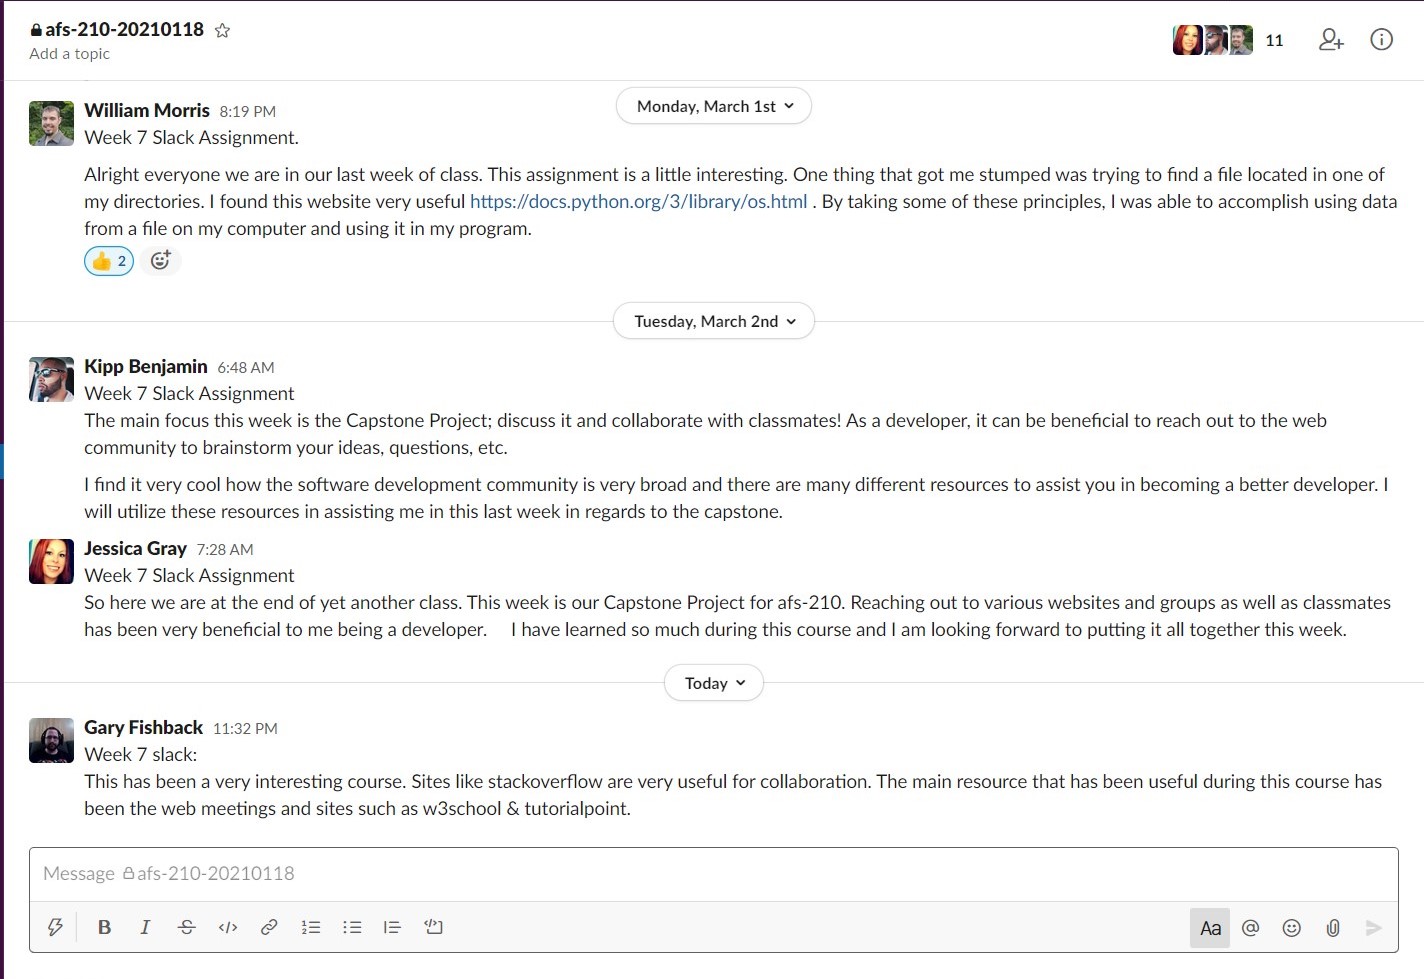 afs-210-20210118
Add a topic
11
Monday, March 1st
William Morris 8:19 PM
Week 7 Slack Assignment.
Alright everyone we are in our last week of class. This assignment is a little interesting. One thing that got me stumped was trying to find a file located in one of
my directories. I found this website very useful https://docs.python.org/3/library/os.html . By taking some of these principles, I was able to accomplish using data
from a file on my computer and using it in my program.
2
Tuesday, March 2nd
Kipp Benjamin 6:48 AM
Week 7 Slack Assignment
The main focus this week is the Capstone Project; discuss it and collaborate with classmates! As a developer, it can be beneficial to reach out to the web
community to brainstorm your ideas, questions, etc.
I find it very cool how the software development community is very broad and there are many different resources to assist you in becoming a better developer. I
will utilize these resources in assisting me in this last week in regards to the capstone.
Jessica Gray 7:28 AM
Week 7 Slack Assignment
So here we are at the end of yet another class. This week is our Capstone Project for afs-210. Reaching out to various websites and groups as well as classmates
has been very beneficial to me being a developer. I have learned so much during this course and I am looking forward to putting it all together this week.
Today
Gary Fishback 11:32 PM
Week 7 slack:
This has been a very interesting course. Sites like stackoverflow are very useful for collaboration. The main resource that has been useful during this course has
been the web meetings and sites such as w3school & tutorialpoint.
Message afs-210-20210118
B I S </> Aa @